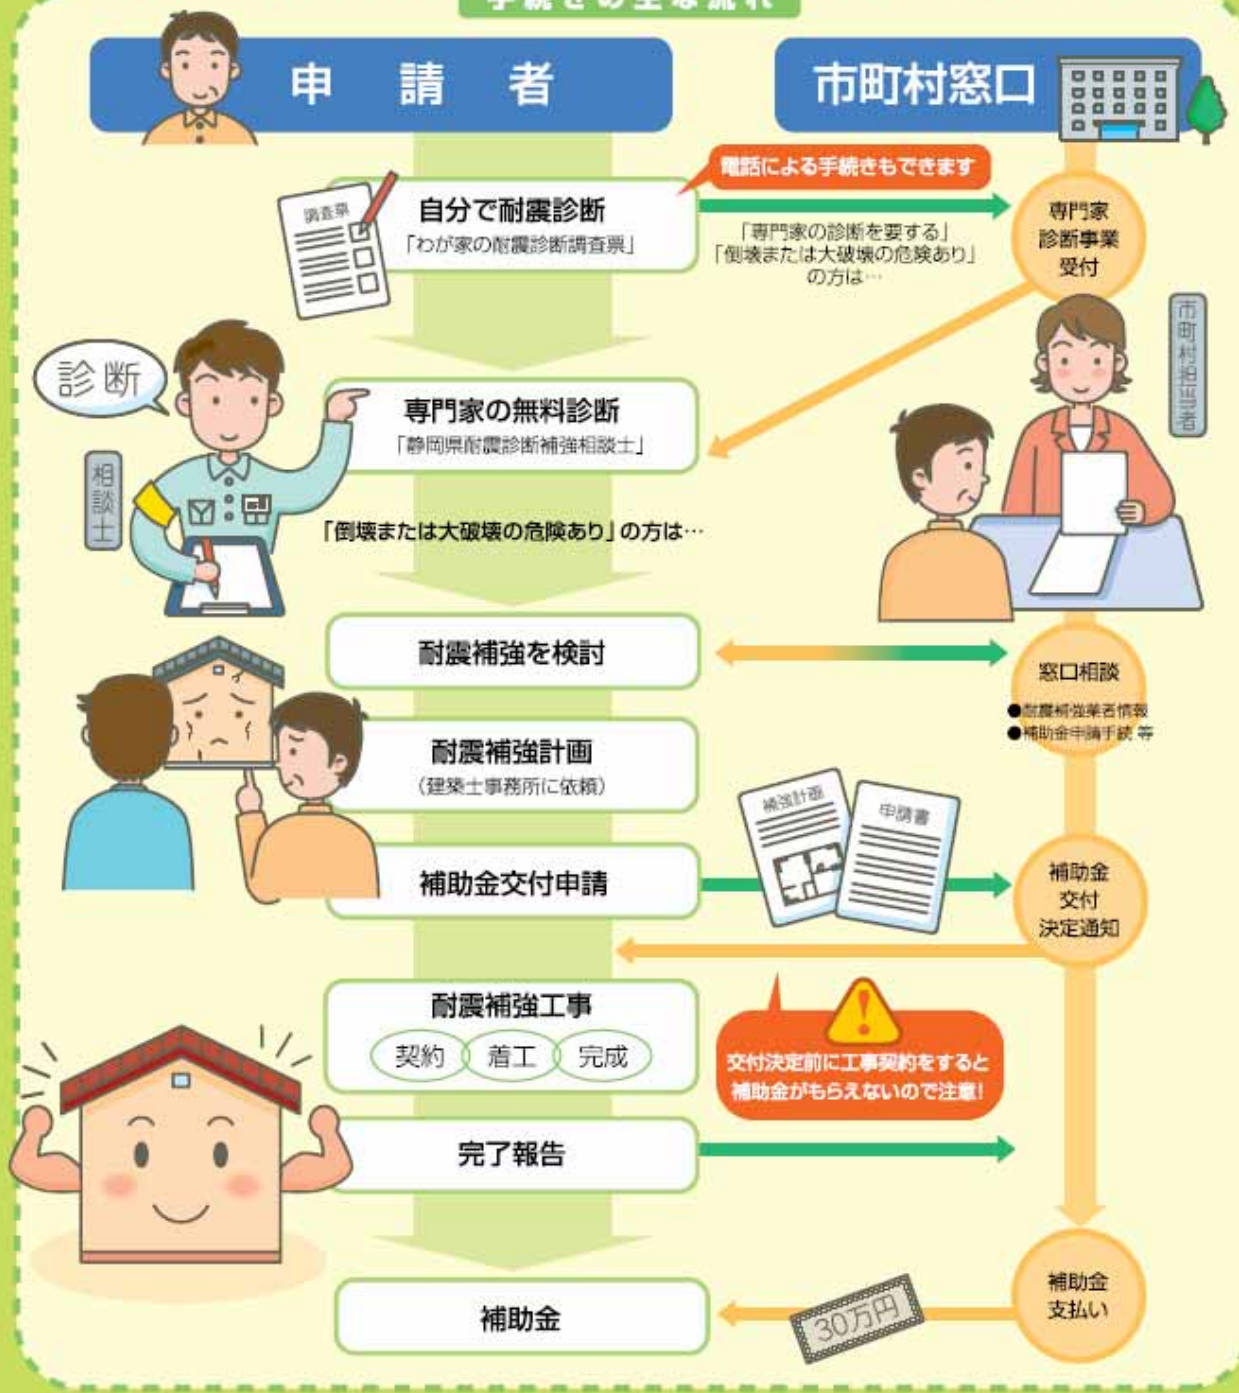 手続きの主な流れ
申請者
市町村窓口
電話による手続きもできます
調査票
自分で耐震診断
「わが家の耐震診断調査票」
「専門家の診断を要する」
「倒壊または大破壊の危険あり」
の方は…
専門家
診断事業
受付
市町村担当者
診断
相談士
専門家の無料診断
「静岡県耐震診断補強相談士」
「倒壊または大破壊の危険あり」の方は…
耐震補強を検討
窓口相談
●耐震補強業者情報
●補助金申請手続 等
耐震補強計画
(建築士事務所に依頼)
補強計画
申請書
補助金交付申請
補助金
交付
決定通知
耐震補強工事
契約 着工 完成
交付決定前に工事契約をすると
補助金がもらえないので注意!
完了報告
補助金
30万円
補助金
支払い